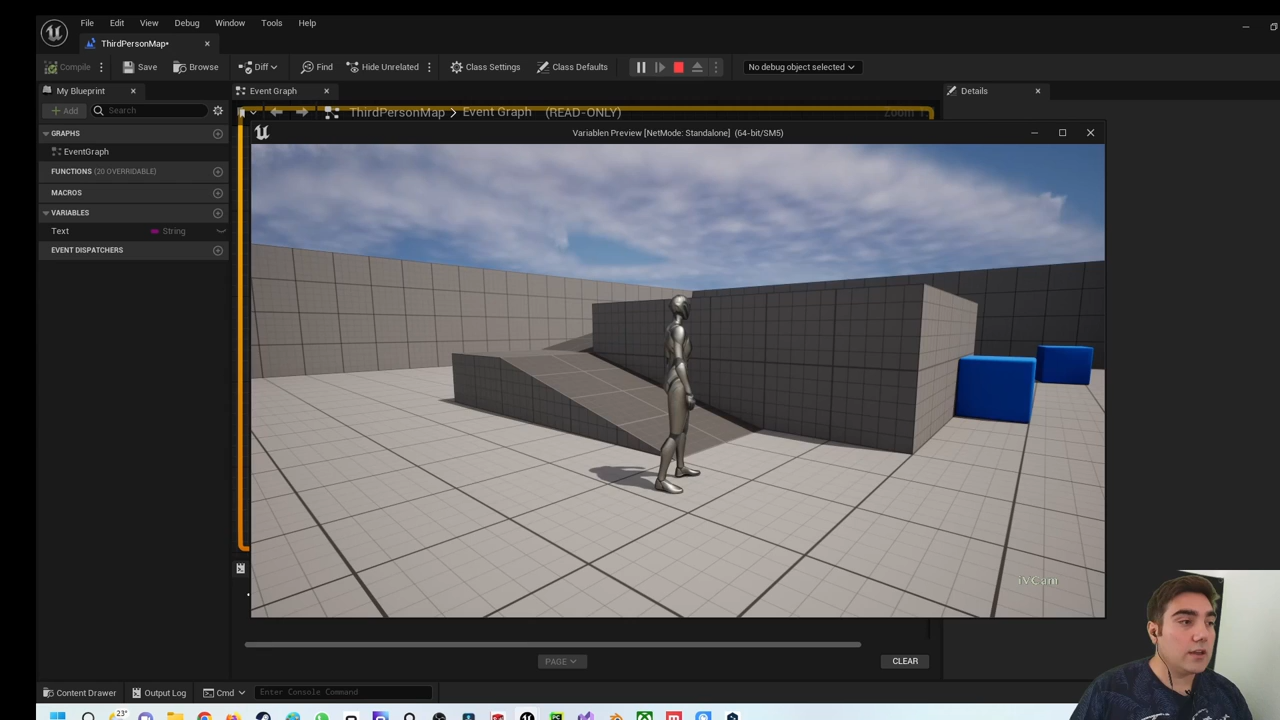 File Edit View Debug Window Tools Help
ThirdPersonMap•
Compile Save Browse Diff Find Hide Unrelated Class Settings Class Defaults No debug object selected
My Blueprint Event Graph Details
Add Search ThirdPersonMap > Event Graph (READ-ONLY) Zoom
Variablen Preview [NetMode: Standalone] (64-bit/SM5)
GRAPHS
EventGraph
FUNCTIONS (20 OVERRIDABLE)
MACROS
VARIABLES
Text String
EVENT DISPATCHERS
iVCam
PAGE CLEAR
Content Drawer Output Log Cmd Enter Console Command
23°